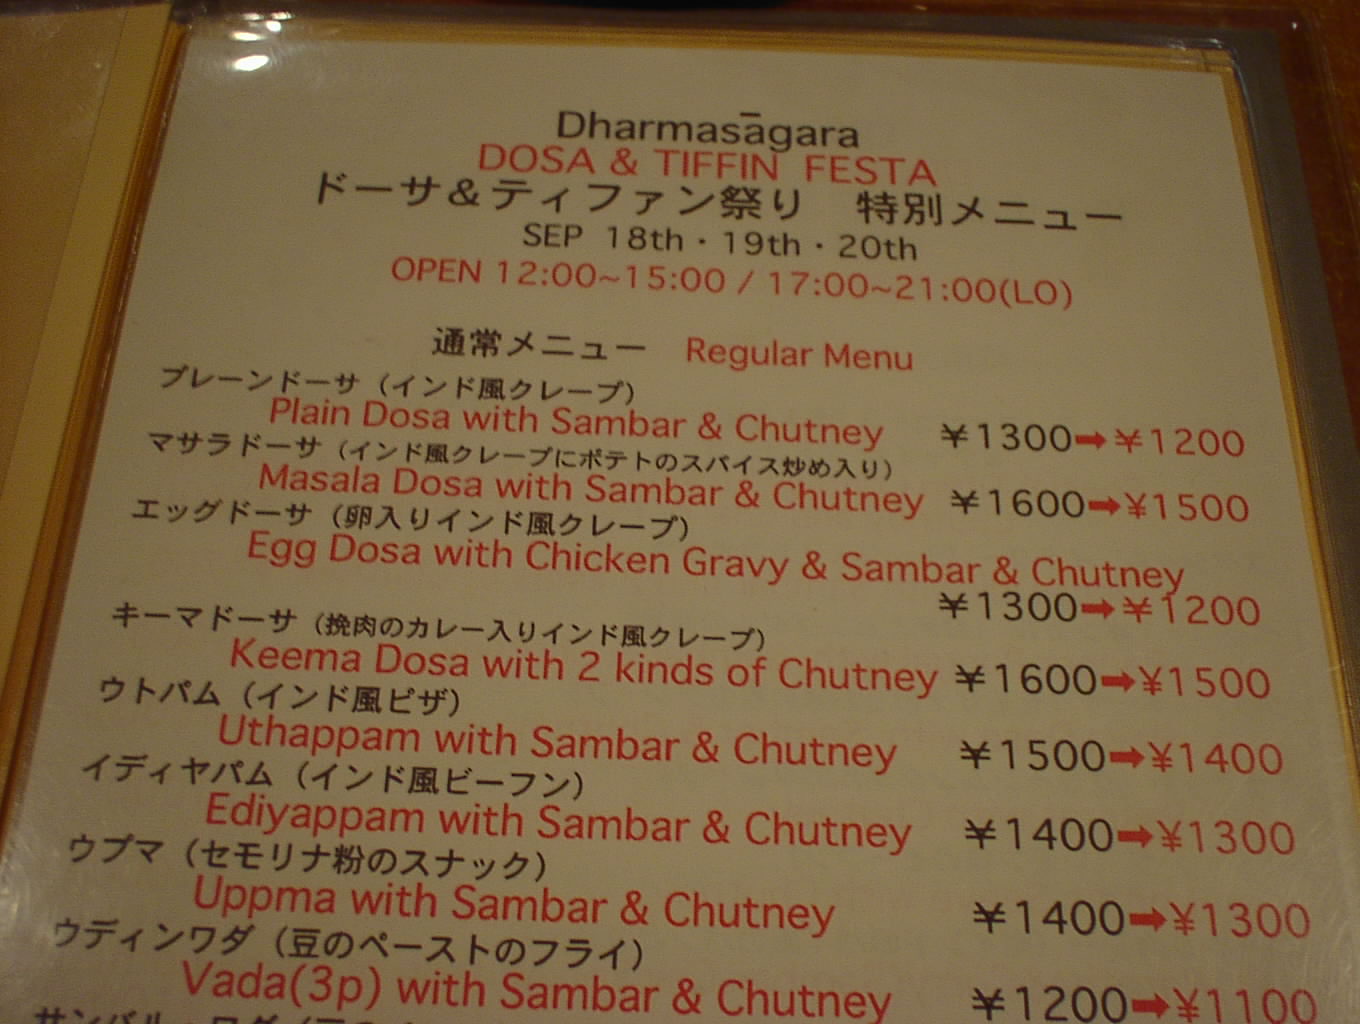 Dharmasāgara
DOSA & TIFFIN FESTA
ドーサ&ティファン祭り 特別メニュー
SEP 18th・19th・20th
OPEN 12:00~15:00 / 17:00~21:00(LO)
通常メニュー Regular Menu
プレーンドーサ（インド風クレープ）
Plain Dosa with Sambar & Chutney ¥1300➡¥1200
マサラドーサ（インド風クレープにポテトのスパイス炒め入り）
Masala Dosa with Sambar & Chutney ¥1600➡¥1500
エッグドーサ（卵入りインド風クレープ）
Egg Dosa with Chicken Gravy & Sambar & Chutney
¥1300➡¥1200
キーマドーサ（挽肉のカレー入りインド風クレープ）
Keema Dosa with 2 kinds of Chutney ¥1600➡¥1500
ウトパム（インド風ピザ）
Uthappam with Sambar & Chutney ¥1500➡¥1400
イディヤパム（インド風ビーフン）
Ediyappam with Sambar & Chutney ¥1400➡¥1300
ウプマ（セモリナ粉のスナック）
Uppma with Sambar & Chutney ¥1400➡¥1300
ウディンワダ（豆のペーストのフライ）
Vada(3p) with Sambar & Chutney ¥1200➡¥1100
サンバル・ワダ